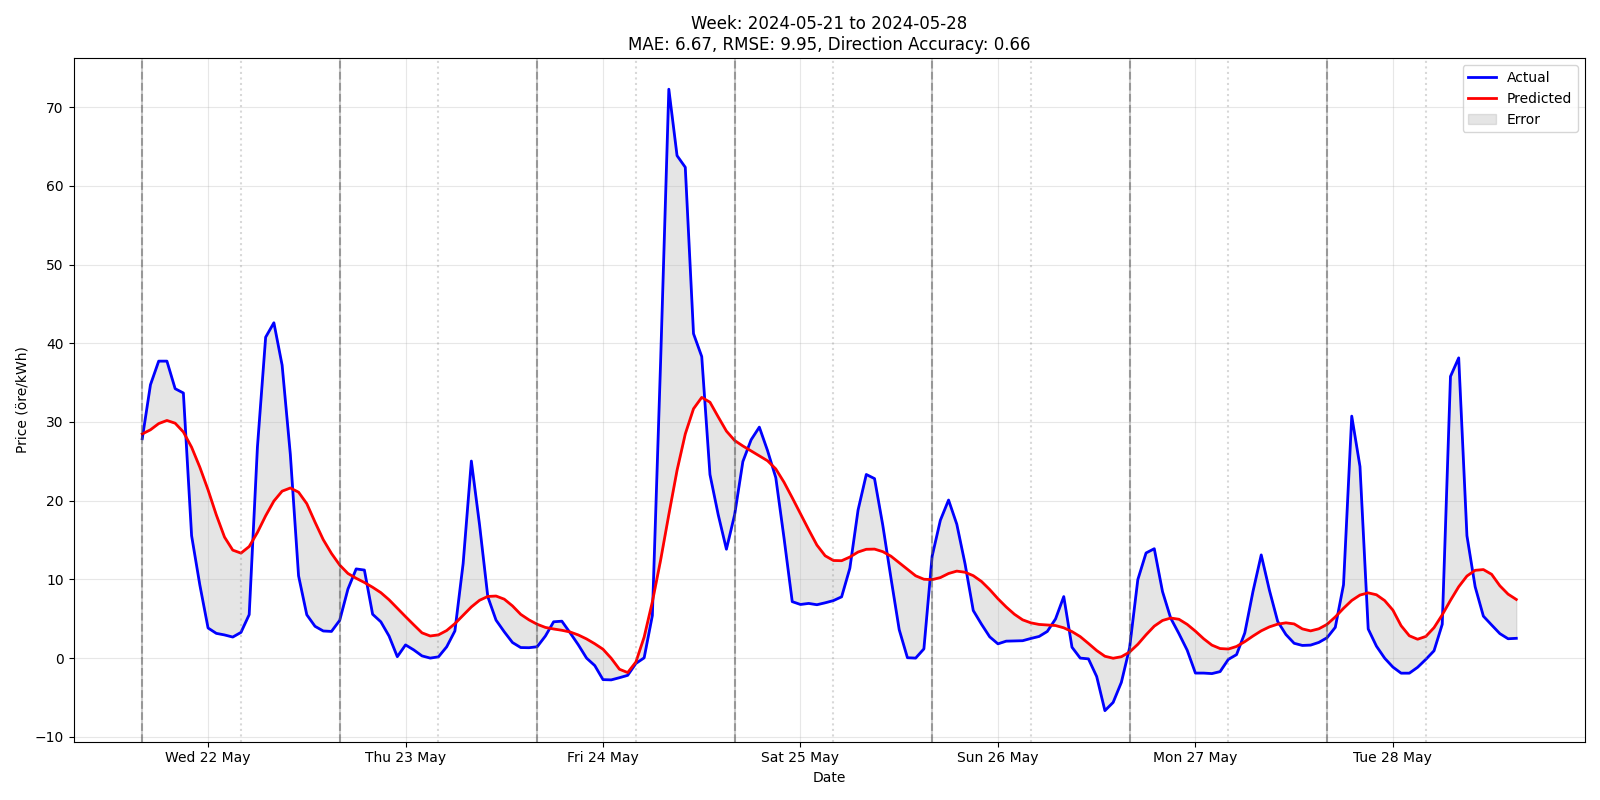 Week: 2024-05-21 to 2024-05-28
MAE: 6.67, RMSE: 9.95, Direction Accuracy: 0.66
Actual
Predicted
Error
Price (öre/kWh)
70
60
50
40
30
20
10
0
−10
Wed 22 May
Thu 23 May
Fri 24 May
Sat 25 May
Sun 26 May
Mon 27 May
Tue 28 May
Date